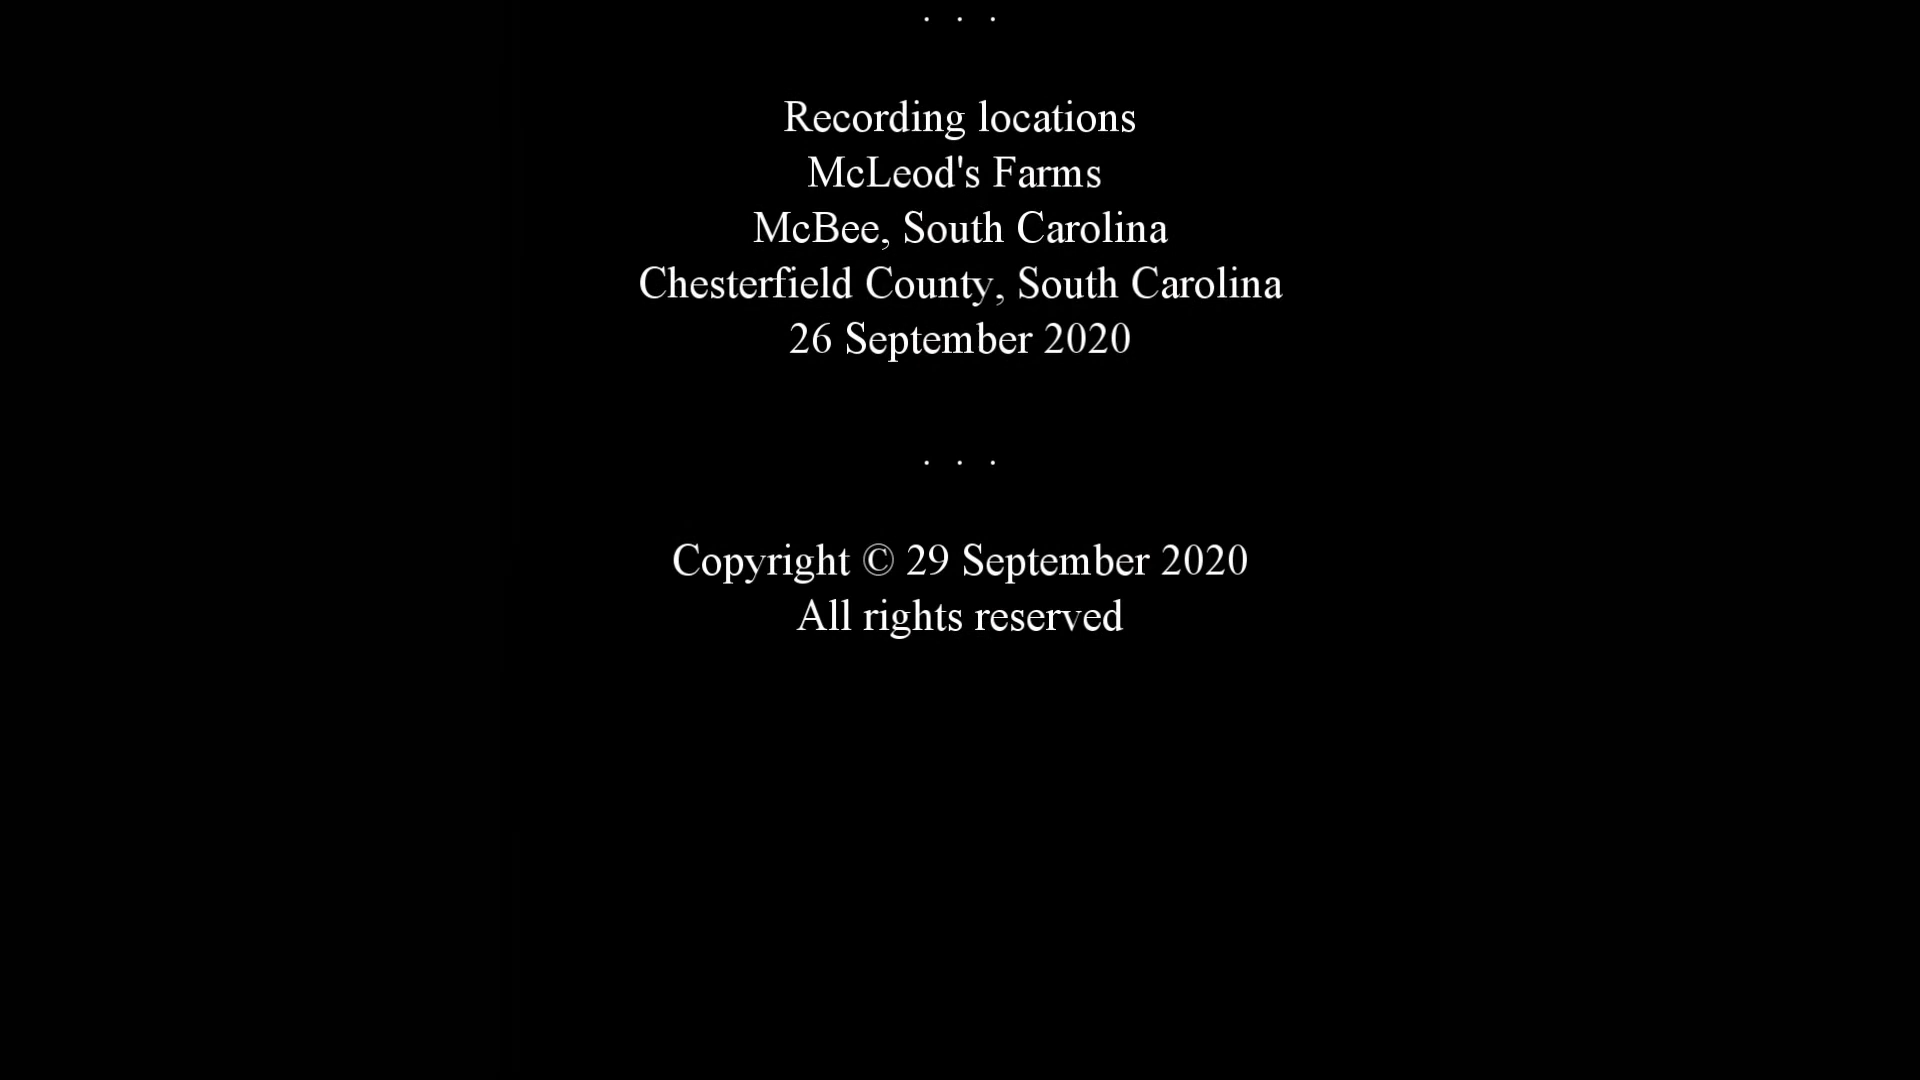 . . .
Recording locations
McLeod's Farms
McBee, South Carolina
Chesterfield County, South Carolina
26 September 2020
. . .
Copyright © 29 September 2020
All rights reserved